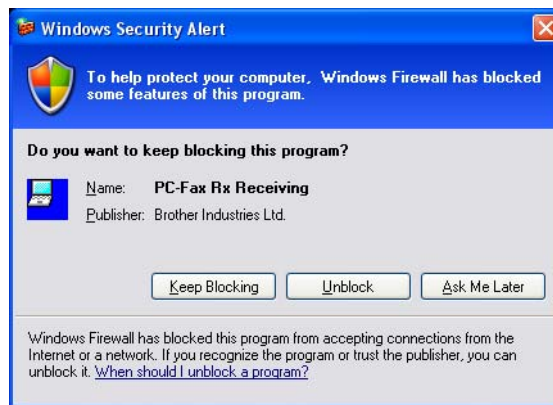 Windows Security Alert
To help protect your computer, Windows Firewall has blocked
some features of this program.
Do you want to keep blocking this program?
Name: PC-Fax Rx Receiving
Publisher: Brother Industries Ltd.
Keep Blocking Unblock Ask Me Later
Windows Firewall has blocked this program from accepting connections from the
Internet or a network. If you recognize the program or trust the publisher, you can
unblock it. When should I unblock a program?